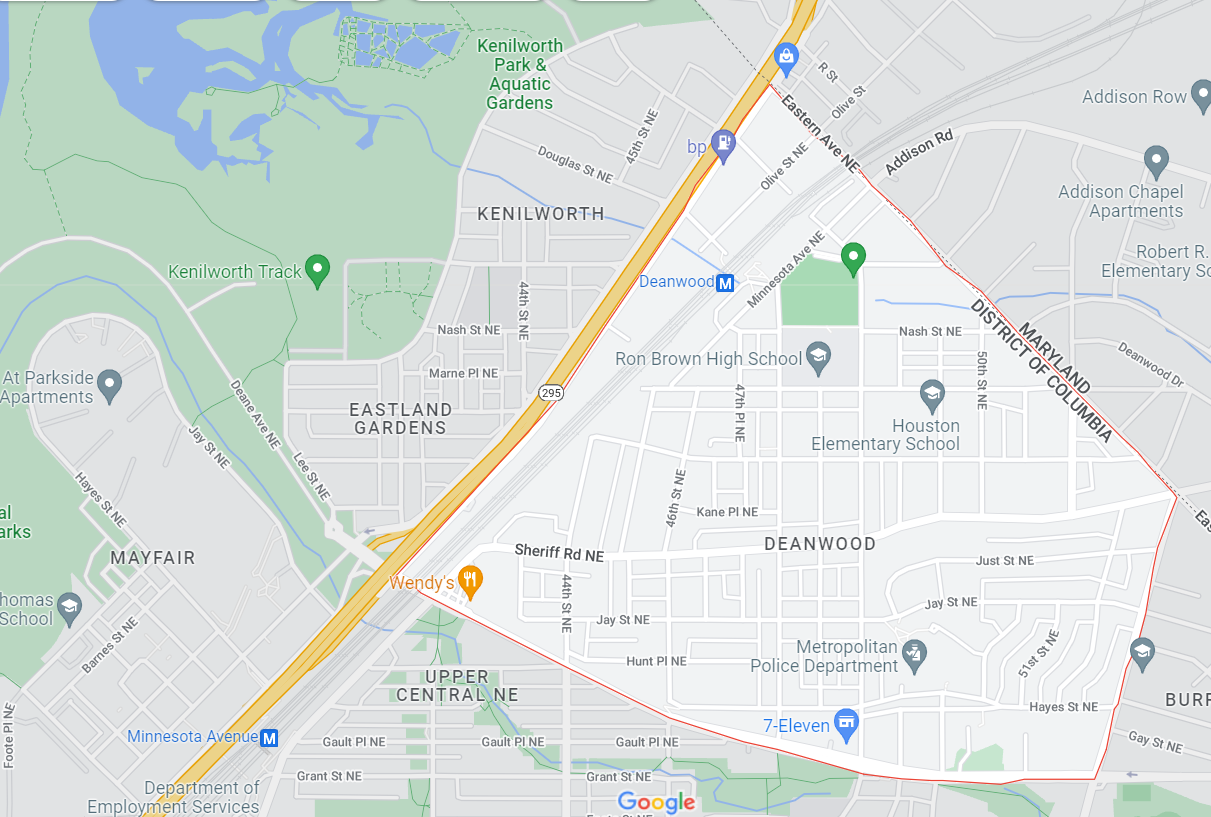 Kenilworth
Park &
Aquatic
Gardens
45th St NE
Douglas St NE
bp
R St
Olive St
Eastern Ave NE
Addison Row
Addison Rd
Olive St NE
Addison Chapel
Apartments
KENILWORTH
Kenilworth Track
Deanwood M
Minnesota Ave NE
Robert R.
Elementary Sc
44th St NE
Nash St NE
Nash St NE
MARYLAND
DISTRICT OF COLUMBIA
Deanwood Dr
Ron Brown High School
50th St NE
Marne Pl NE
At Parkside
Apartments
295
47th Pl NE
EASTLAND
GARDENS
Deane Ave NE
Houston
Elementary School
Jay St NE
Lee St NE
Hayes St NE
46th St NE
Kane Pl NE
al
arks
Eas
MAYFAIR
Sheriff Rd NE
DEANWOOD
Just St NE
Wendy's
44th St NE
homas
School
Jay St NE
Jay St NE
Barnes St NE
Metropolitan
Police Department
51st St NE
Hunt Pl NE
UPPER
CENTRAL NE
BURR
Hayes St NE
Foote Pl NE
7-Eleven
Minnesota Avenue M
Gault Pl NE
Gault Pl NE
Gault Pl NE
Gay St NE
Grant St NE
Grant St NE
Department of
Employment Services
Google